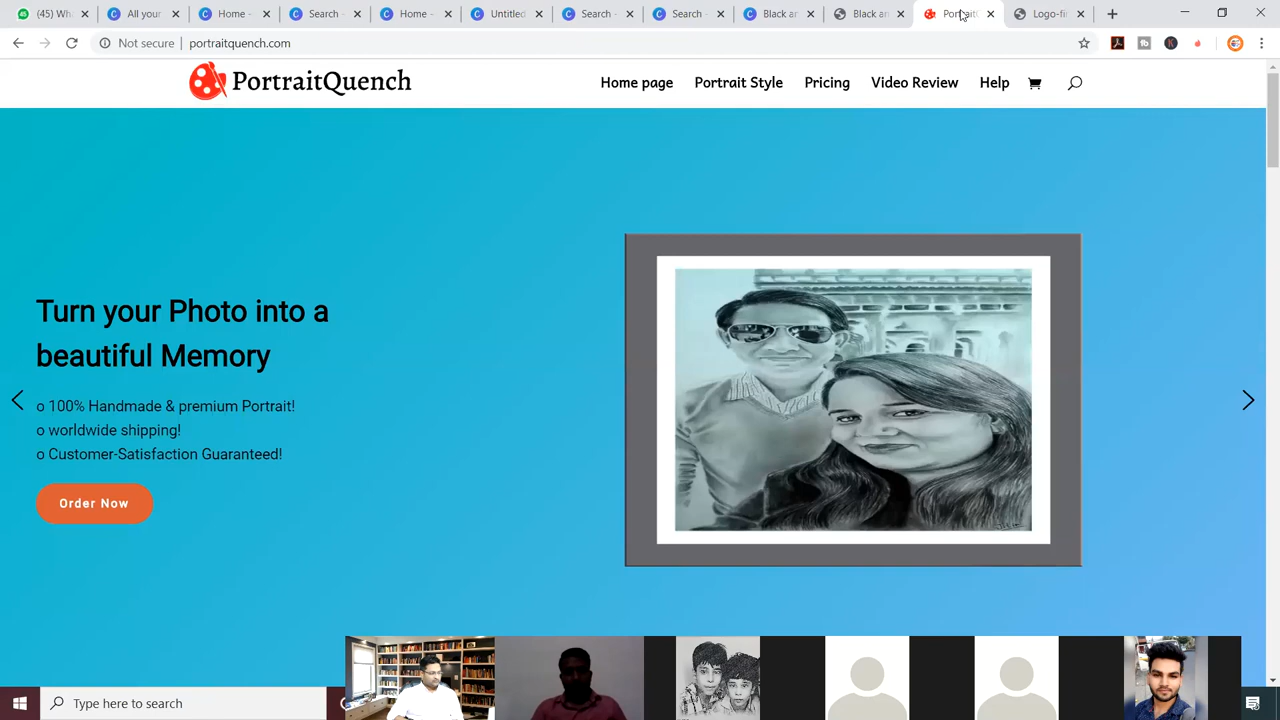 (45) Wh
All your
Home -
Search -
Home -
Untitled
Search -
Search -
Black ar
Black an
Portrait
Logo-fi
Not secure
portraitquench.com
PortraitQuench
Home page
Portrait Style
Pricing
Video Review
Help
Turn your Photo into a
beautiful Memory
o 100% Handmade & premium Portrait!
o worldwide shipping!
o Customer-Satisfaction Guaranteed!
Order Now
Type here to search